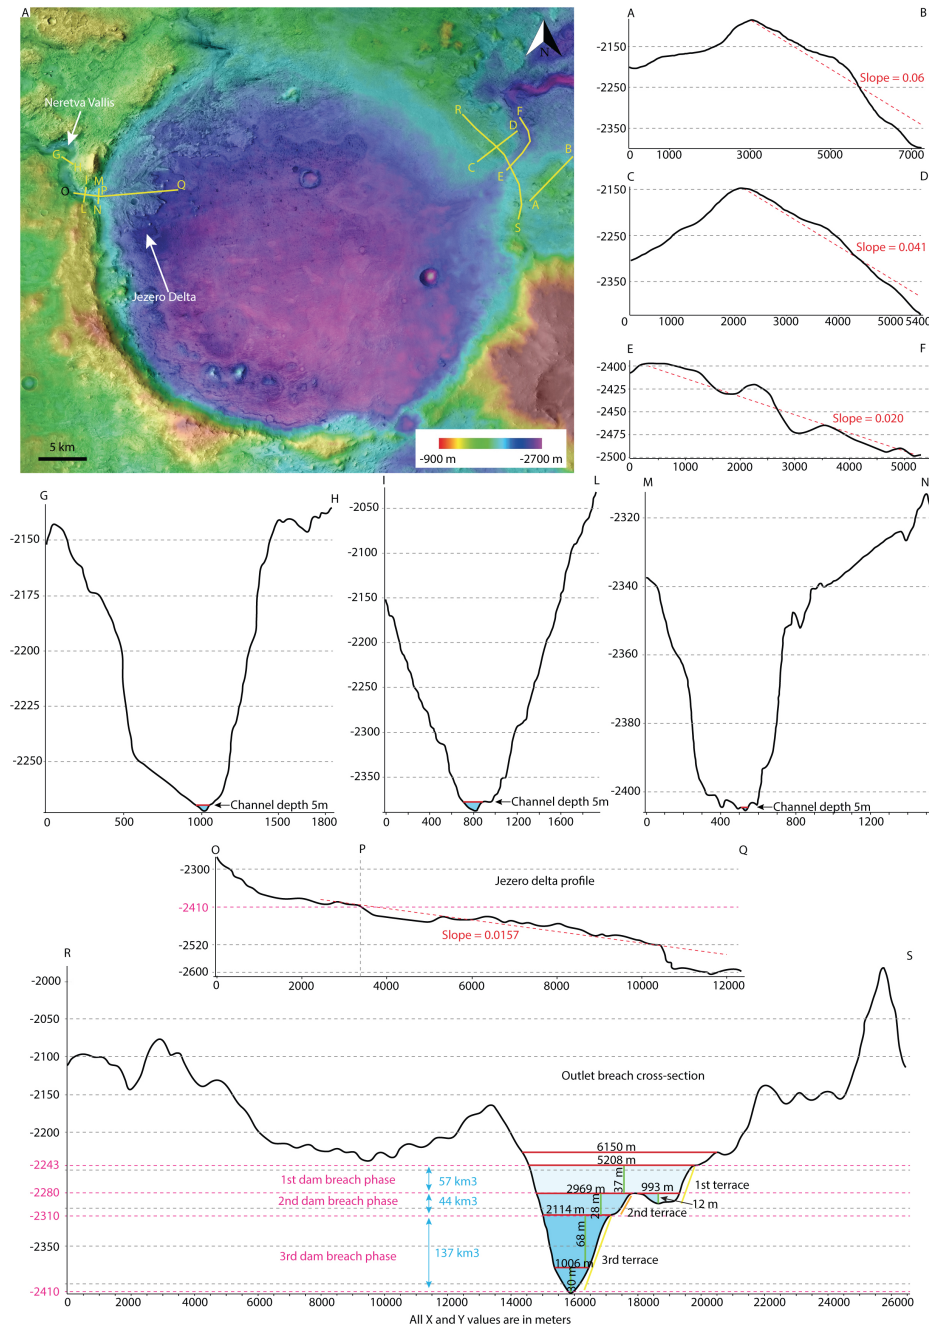 A
N
Neretva Vallis
G
I
M
P
O
L
N
Q
Jezero Delta
R
F
D
B
C
E
A
S
5 km
-900 m
-2700 m
A
B
-2150
Slope = 0.06
-2250
-2350
0
1000
3000
5000
7000
C
D
-2150
-2250
Slope = 0.041
-2350
0
1000
2000
3000
4000
5000
5400
E
F
-2400
-2425
Slope = 0.020
-2450
-2475
-2500
0
1000
2000
3000
4000
5000
G
H
-2150
-2175
-2200
-2225
-2250
Channel depth 5m
0
500
1000
1500
1800
I
L
-2050
-2100
-2150
-2200
-2250
-2300
-2350
Channel depth 5m
0
400
800
1200
1600
M
N
-2320
-2340
-2360
-2380
-2400
Channel depth 5m
0
400
800
1200
O
P
Q
-2300
Jezero delta profile
-2410
Slope = 0.0157
-2520
-2600
0
2000
4000
6000
8000
10000
12000
R
S
-2000
-2050
-2100
Outlet breach cross-section
-2150
-2200
6150 m
-2243
5208 m
1st dam breach phase
57 km3
37 m
1st terrace
-2280
2969 m
993 m
2nd dam breach phase
44 km3
28 m
12 m
-2310
2114 m
2nd terrace
68 m
-2350
3rd dam breach phase
137 km3
1006 m
3rd terrace
30 m
-2410
0
2000
4000
6000
8000
10000
12000
14000
16000
18000
20000
22000
24000
26000
All X and Y values are in meters